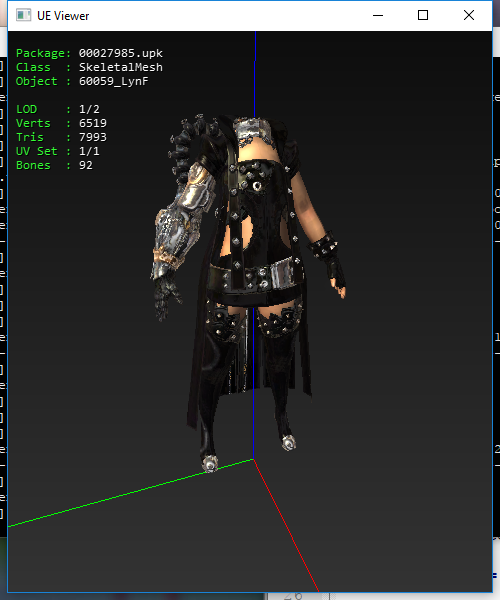 UE Viewer
Package: 00027985.upk
Class : SkeletalMesh
Object : 60059_LynF
LOD : 1/2
Verts : 6519
Tris : 7993
UV Set : 1/1
Bones : 92
26